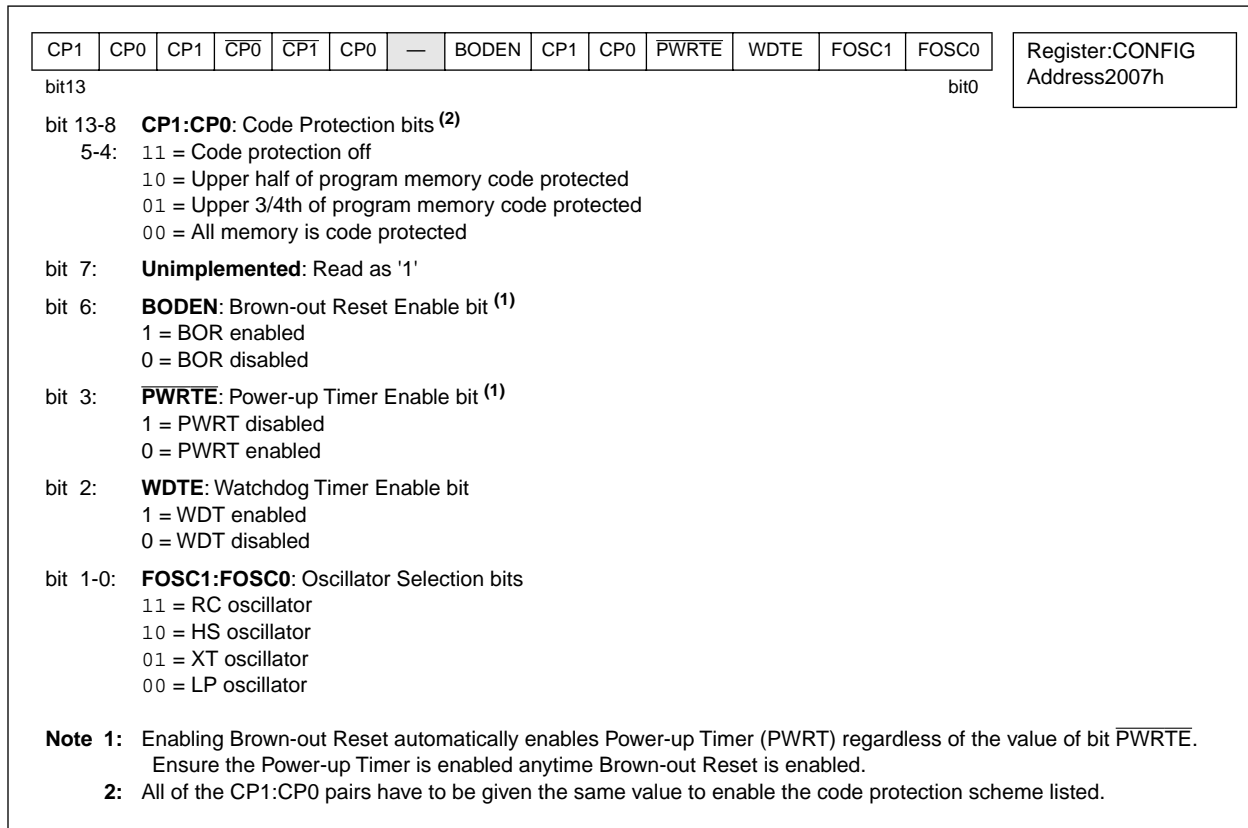 CP1 CP0 CP1 C̅P̅0̅ C̅P̅1̅ CP0 — BODEN CP1 CP0 P̅W̅R̅T̅E̅ WDTE FOSC1 FOSC0
Register:CONFIG
Address2007h
bit13 bit0
bit 13-8 CP1:CP0: Code Protection bits (2)
5-4: 11 = Code protection off
10 = Upper half of program memory code protected
01 = Upper 3/4th of program memory code protected
00 = All memory is code protected
bit 7: Unimplemented: Read as '1'
bit 6: BODEN: Brown-out Reset Enable bit (1)
1 = BOR enabled
0 = BOR disabled
bit 3: P̅W̅R̅T̅E̅: Power-up Timer Enable bit (1)
1 = PWRT disabled
0 = PWRT enabled
bit 2: WDTE: Watchdog Timer Enable bit
1 = WDT enabled
0 = WDT disabled
bit 1-0: FOSC1:FOSC0: Oscillator Selection bits
11 = RC oscillator
10 = HS oscillator
01 = XT oscillator
00 = LP oscillator
Note 1: Enabling Brown-out Reset automatically enables Power-up Timer (PWRT) regardless of the value of bit P̅W̅R̅T̅E̅.
Ensure the Power-up Timer is enabled anytime Brown-out Reset is enabled.
2: All of the CP1:CP0 pairs have to be given the same value to enable the code protection scheme listed.